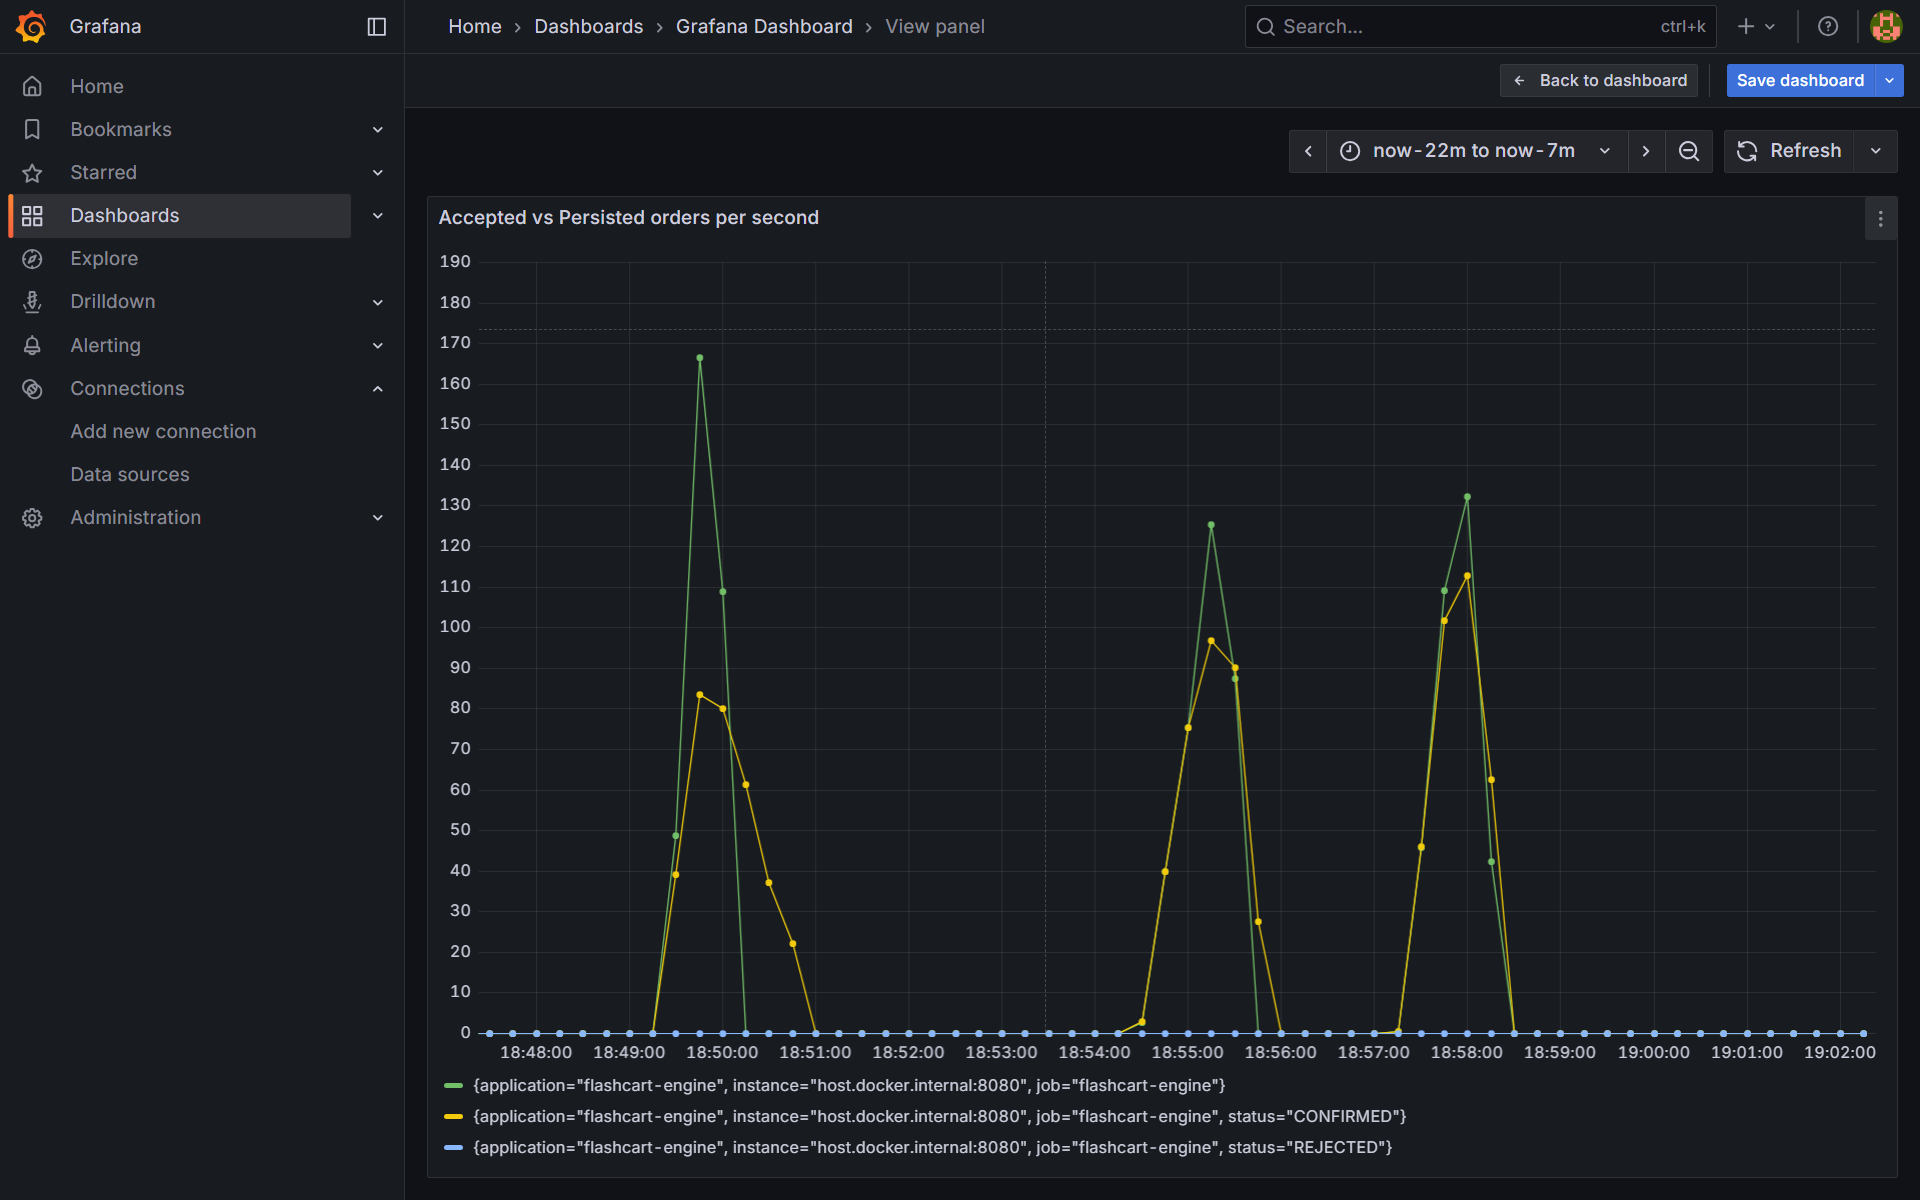 Grafana
Home › Dashboards › Grafana Dashboard › View panel
Search...
ctrl+k
Back to dashboard
Save dashboard
Home
Bookmarks
Starred
Dashboards
Explore
Drilldown
Alerting
Connections
Add new connection
Data sources
Administration
now-22m to now-7m
Refresh
Accepted vs Persisted orders per second
190
180
170
160
150
140
130
120
110
100
90
80
70
60
50
40
30
20
10
0
18:48:00 18:49:00 18:50:00 18:51:00 18:52:00 18:53:00 18:54:00 18:55:00 18:56:00 18:57:00 18:58:00 18:59:00 19:00:00 19:01:00 19:02:00
{application="flashcart-engine", instance="host.docker.internal:8080", job="flashcart-engine"}
{application="flashcart-engine", instance="host.docker.internal:8080", job="flashcart-engine", status="CONFIRMED"}
{application="flashcart-engine", instance="host.docker.internal:8080", job="flashcart-engine", status="REJECTED"}